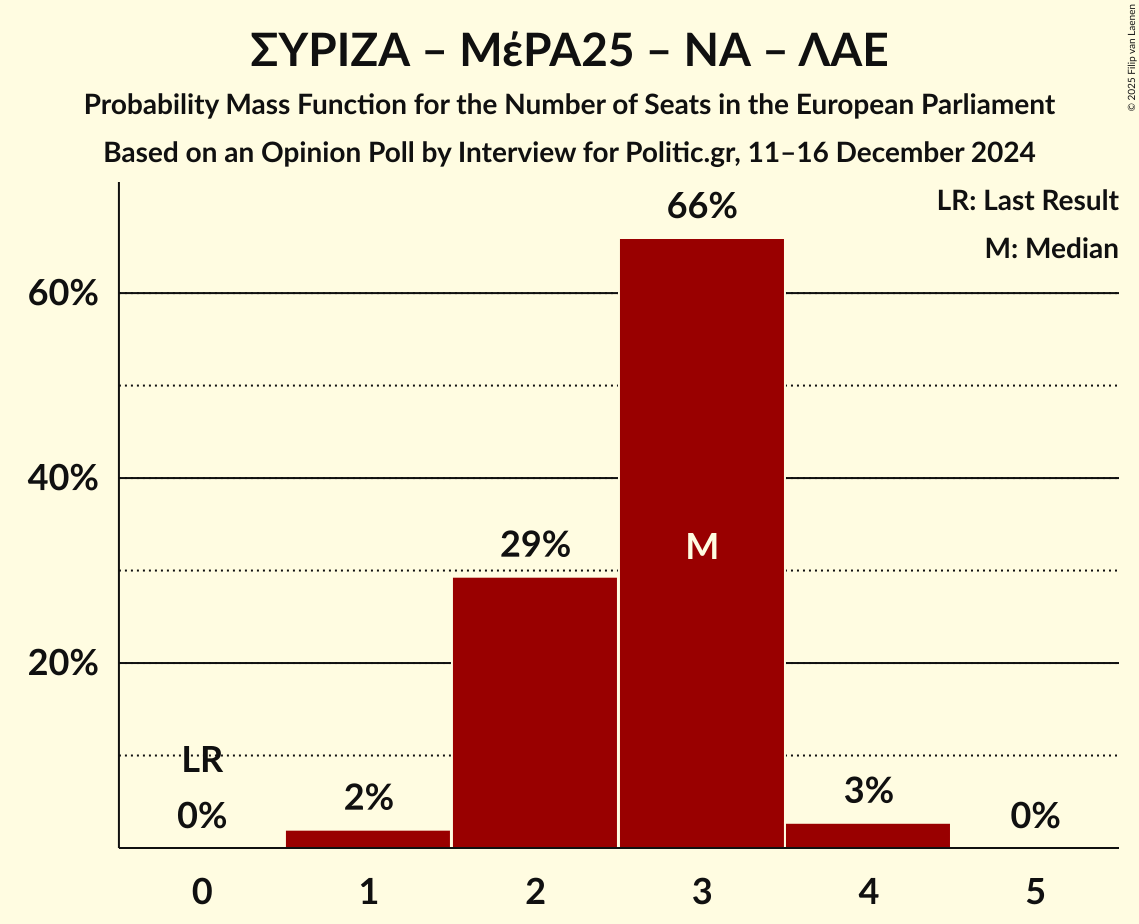 ΣΥΡΙΖΑ – ΜέΡΑ25 – ΝΑ – ΛΑΕ
Probability Mass Function for the Number of Seats in the European Parliament
Based on an Opinion Poll by Interview for Politic.gr, 11–16 December 2024
© 2025 Filip van Laenen
LR: Last Result
M: Median
66%
60%
40%
29%
M
20%
LR
0%
2%
3%
0%
0 1 2 3 4 5